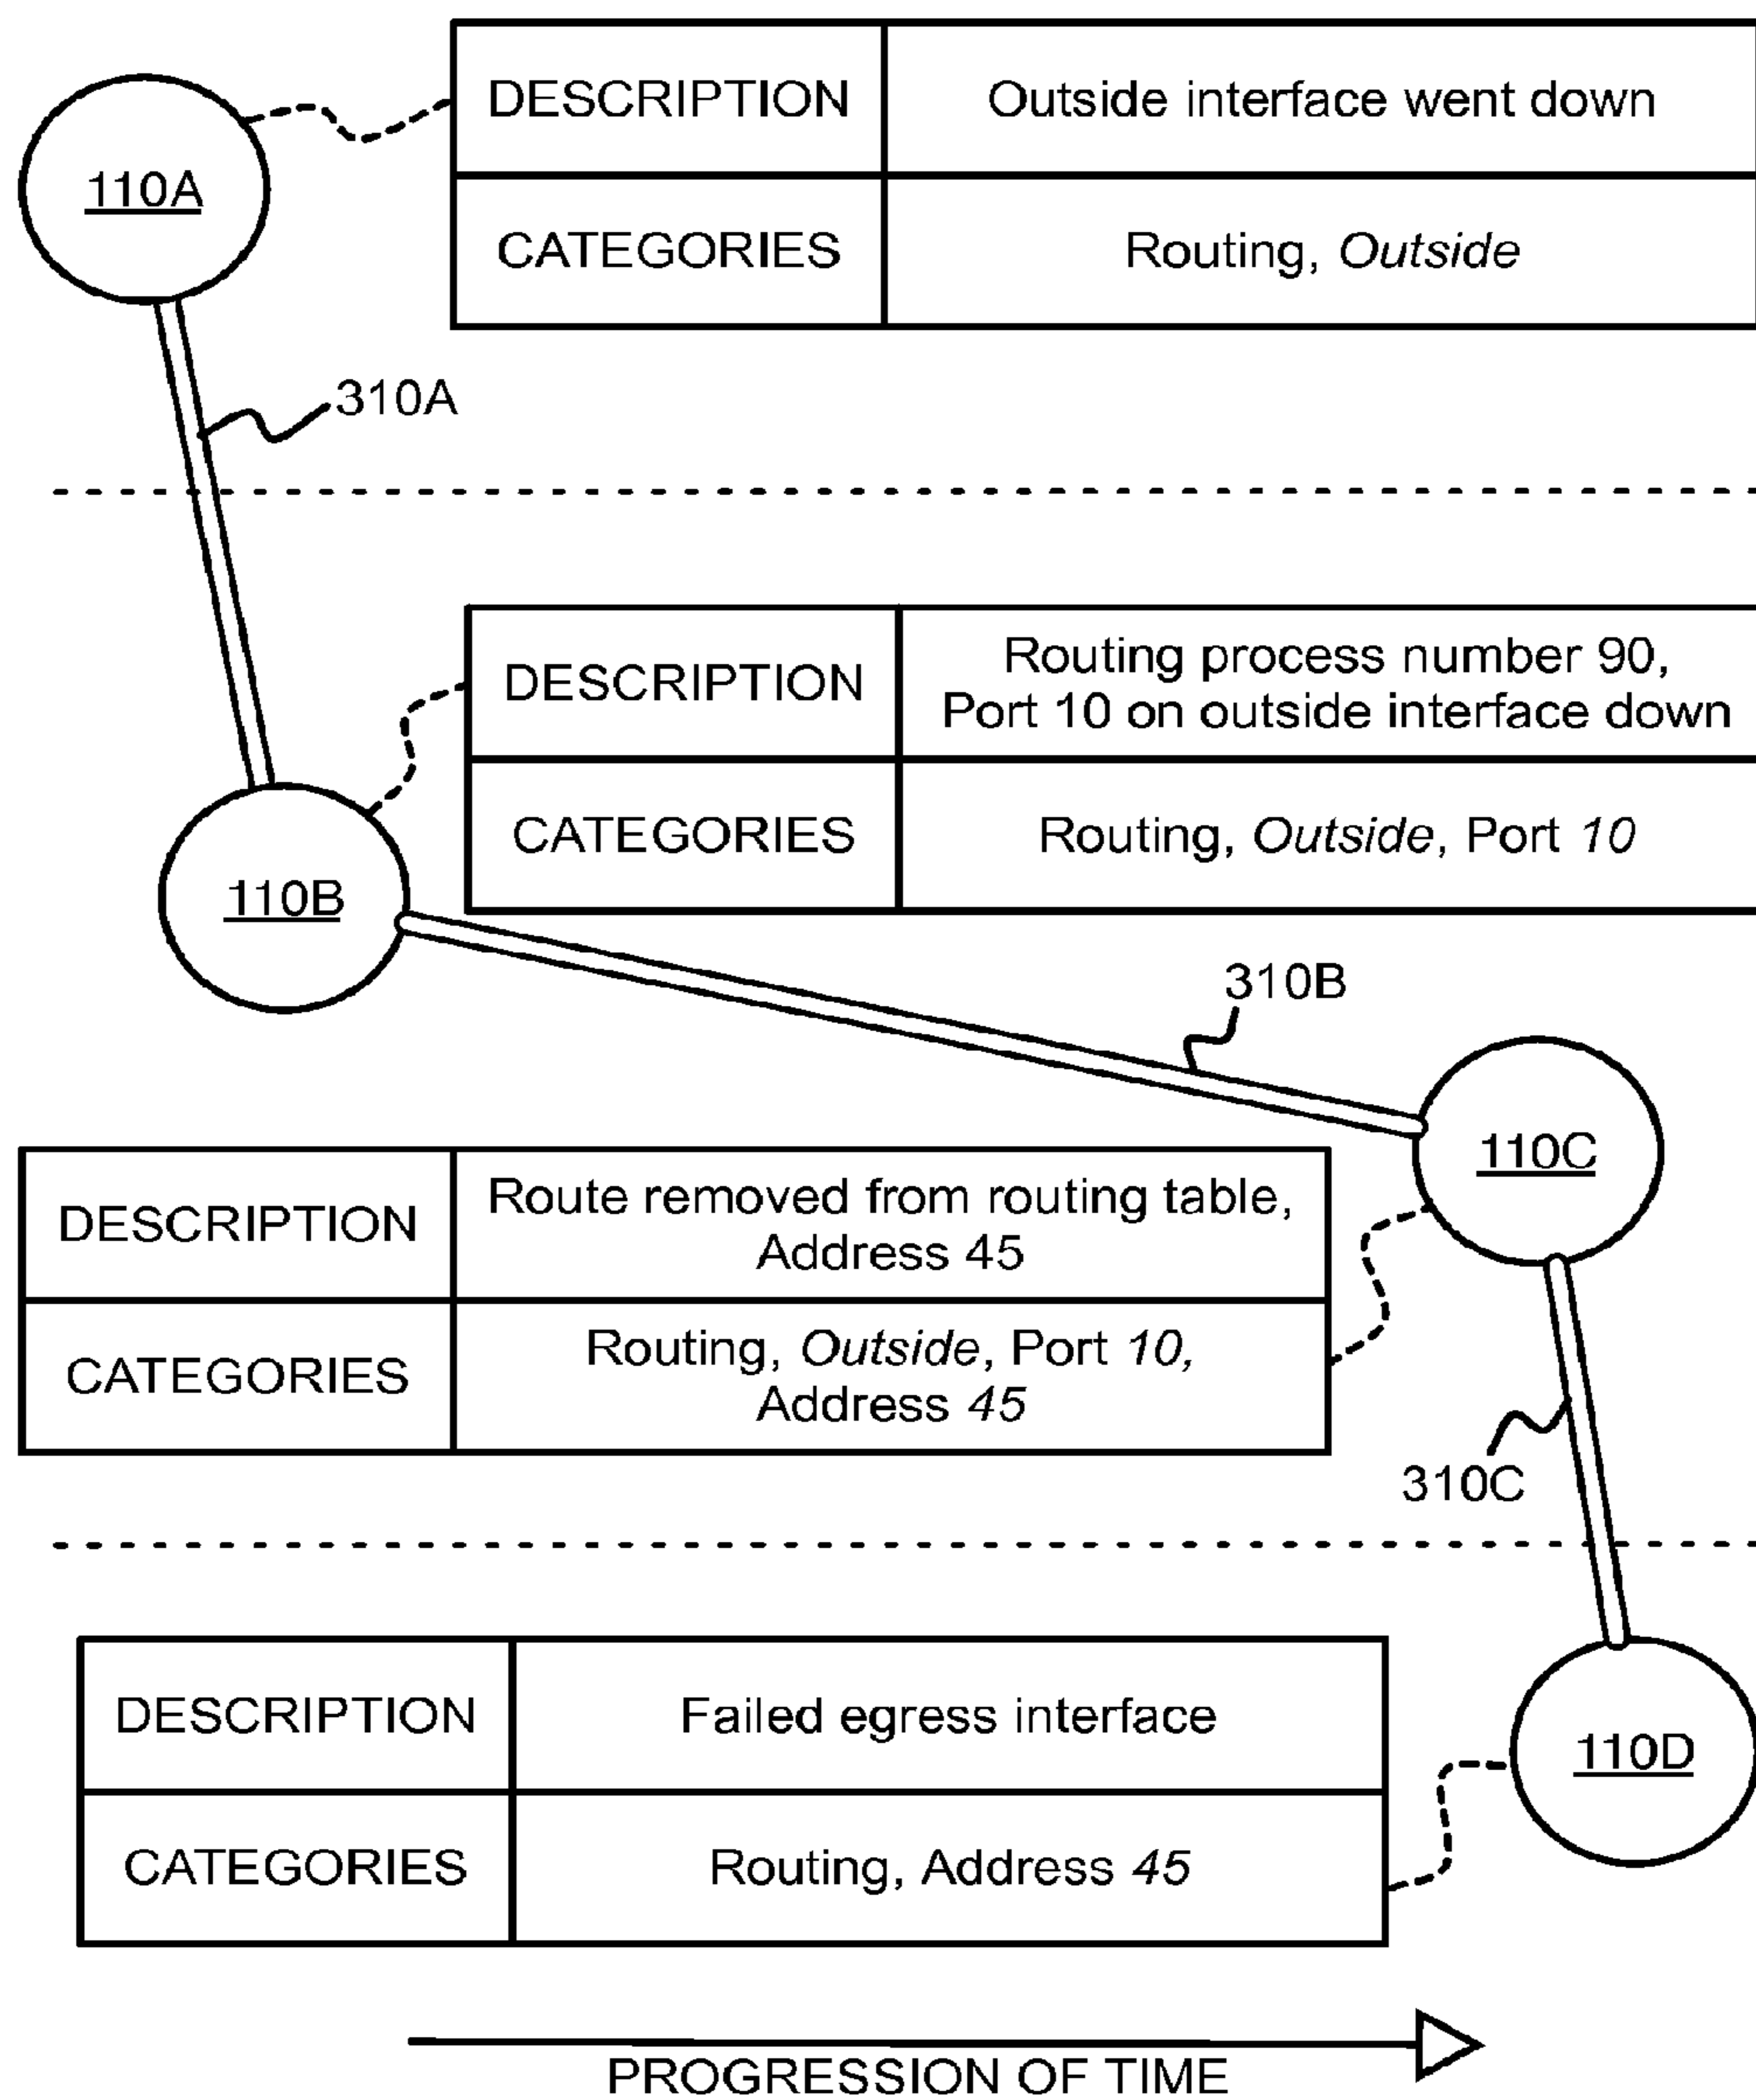 110A
DESCRIPTION
Outside interface went down
CATEGORIES
Routing, Outside
310A
DESCRIPTION
Routing process number 90,
Port 10 on outside interface down
CATEGORIES
Routing, Outside, Port 10
110B
310B
110C
DESCRIPTION
Route removed from routing table,
Address 45
CATEGORIES
Routing, Outside, Port 10,
Address 45
310C
DESCRIPTION
Failed egress interface
110D
CATEGORIES
Routing, Address 45
PROGRESSION OF TIME